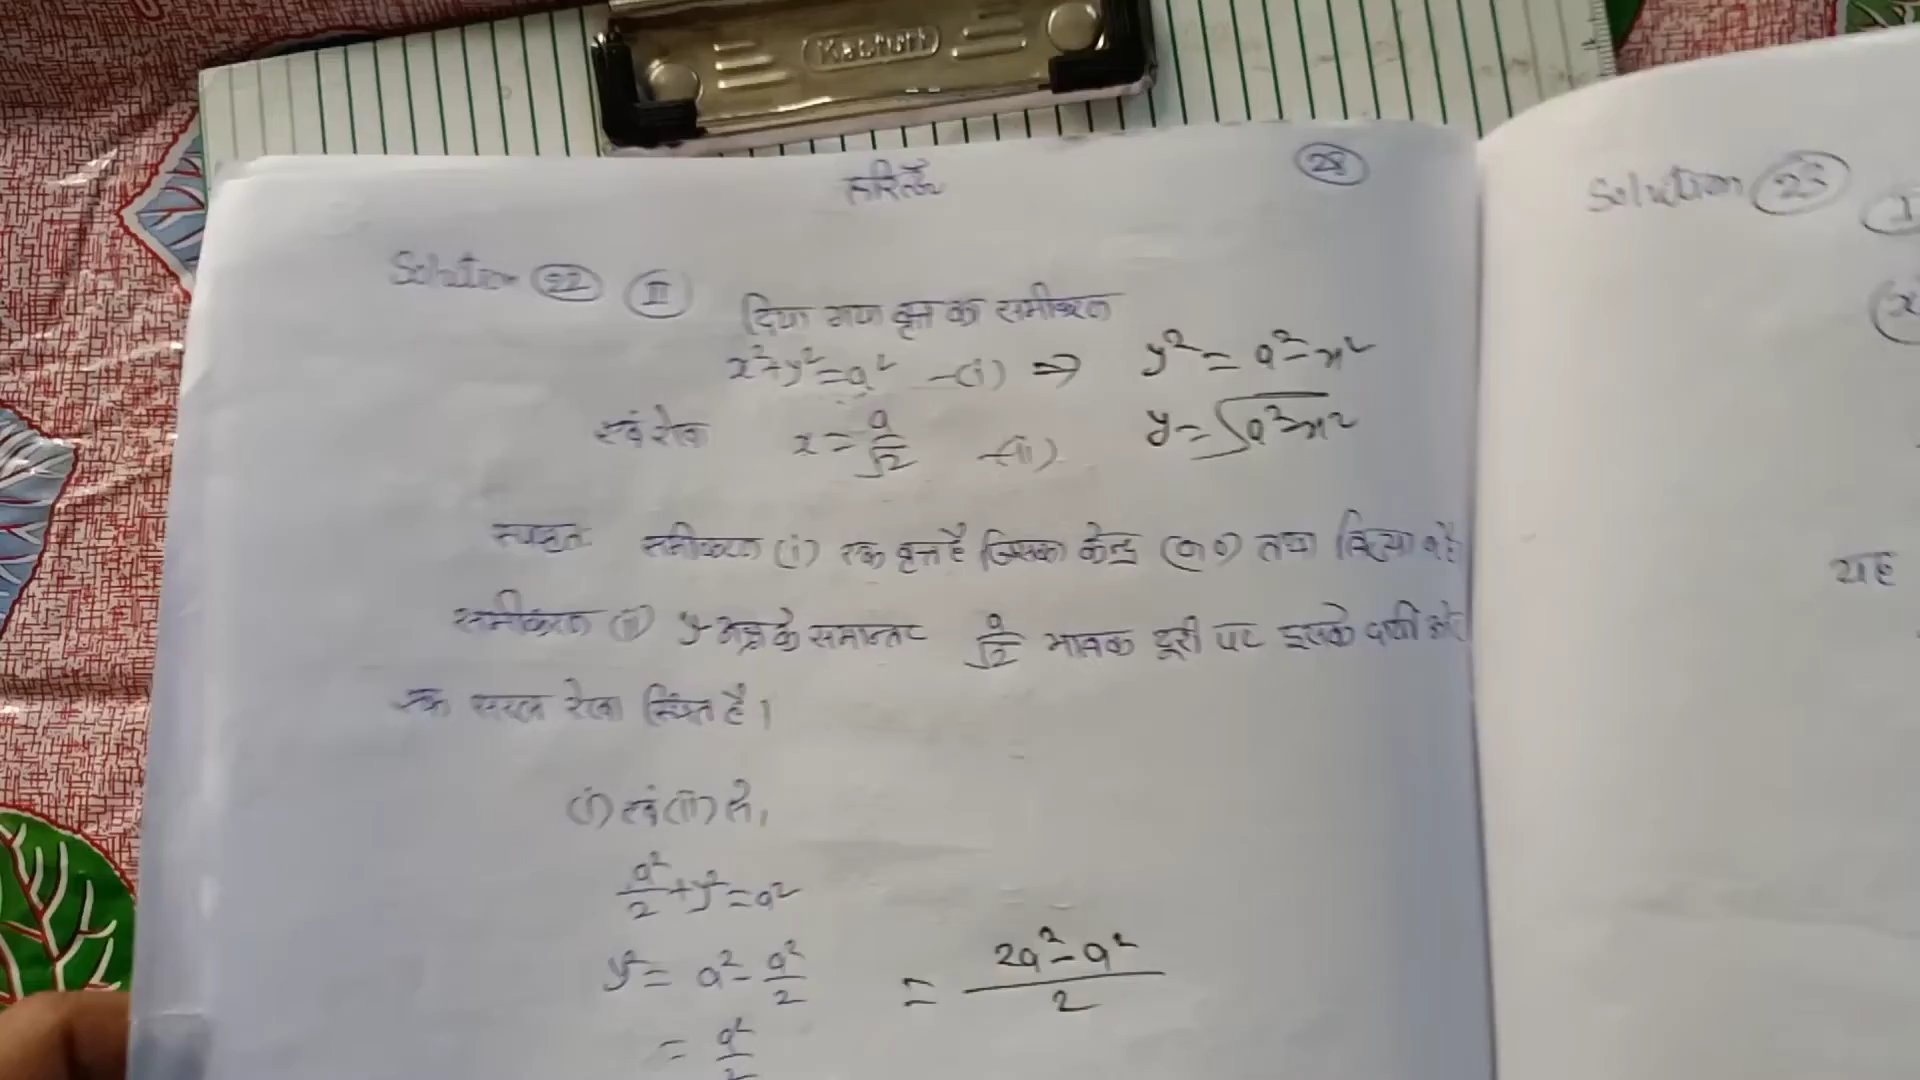 Kasturi
28
Solution 22 II
दिया गया वृत्त का समीकरण
x²+y²=a² -(i) ⇒ y² = a²-x²
एवं रेखा x = a/√2 -(ii) y = √a²-x²
स्पष्टतः समीकरण (i) एक वृत्त है जिसका केन्द्र (0,0) तथा त्रिज्या a है
समीकरण (ii) y-अक्ष के समान्तर a/√2 मात्रक दूरी पर इसके दायी ओर
एक सरल रेखा स्थित है।
(i) एवं (ii) से,
a²/2 + y² = a²
y² = a² - a²/2 = 2a²-a²/2
= a²/2
Solution 23
(x
यह